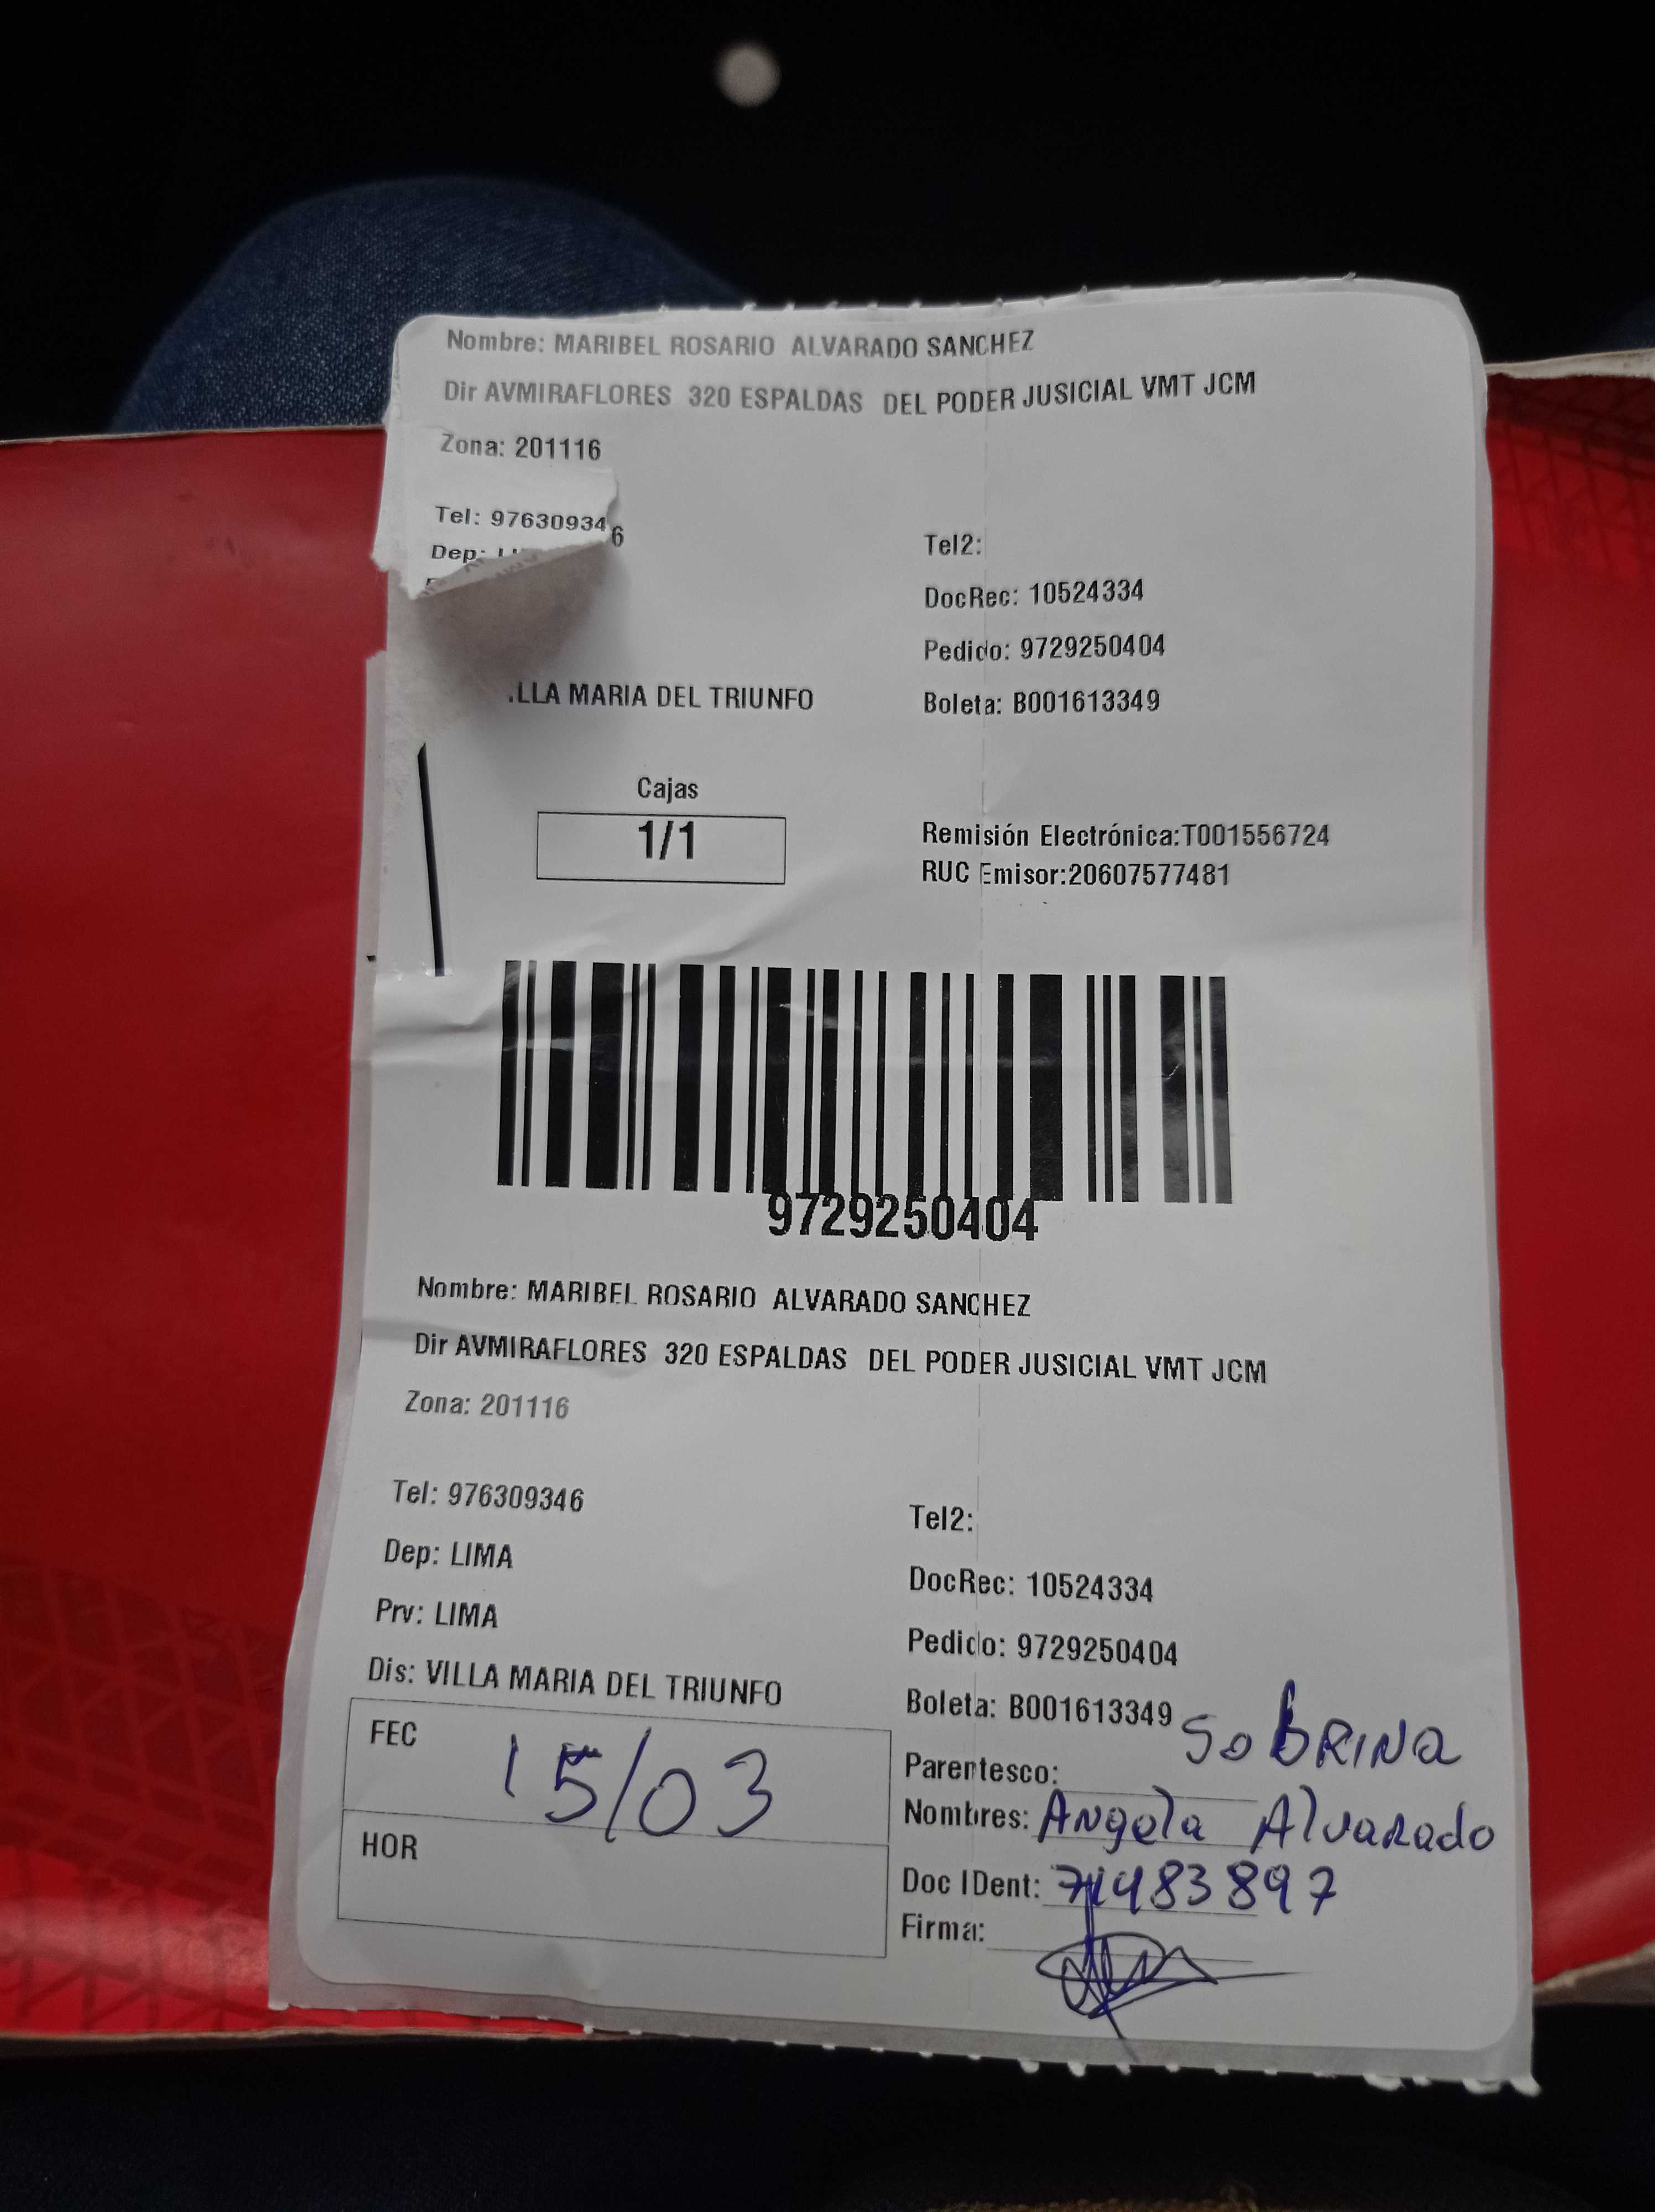 Nombre: MARIBEL ROSARIO ALVARADO SANCHEZ
Dir AVMIRAFLORES 320 ESPALDAS DEL PODER JUSICIAL VMT JCM
Zona: 201116
Tel: 976309346
Tel2:
Dep:
DocRec: 10524334
Pedido: 9729250404
LLA MARIA DEL TRIUNFO
Boleta: B001613349
Cajas
1/1
Remisión Electrónica:T001556724
RUC Emisor:20607577481
9729250404
Nombre: MARIBEL ROSARIO ALVARADO SANCHEZ
Dir AVMIRAFLORES 320 ESPALDAS DEL PODER JUSICIAL VMT JCM
Zona: 201116
Tel: 976309346
Tel2:
Dep: LIMA
DocRec: 10524334
Prv: LIMA
Pedido: 9729250404
Dis: VILLA MARIA DEL TRIUNFO
Boleta: B001613349
FEC 15/03
Parentesco: SoBRINa
Nombres: Angela Alvarado
HOR
Doc IDent: 71483897
Firma: